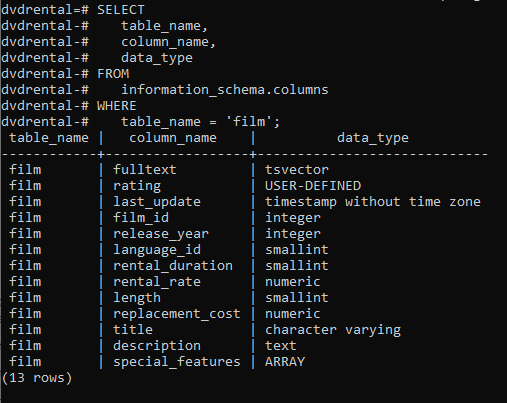 dvdrental=# SELECT
dvdrental-#    table_name,
dvdrental-#    column_name,
dvdrental-#    data_type
dvdrental-# FROM
dvdrental-#    information_schema.columns
dvdrental-# WHERE
dvdrental-#    table_name = 'film';
 table_name |   column_name    |          data_type
------------+------------------+-----------------------------
 film       | fulltext         | tsvector
 film       | rating           | USER-DEFINED
 film       | last_update      | timestamp without time zone
 film       | film_id          | integer
 film       | release_year     | integer
 film       | language_id      | smallint
 film       | rental_duration  | smallint
 film       | rental_rate      | numeric
 film       | length           | smallint
 film       | replacement_cost | numeric
 film       | title            | character varying
 film       | description      | text
 film       | special_features | ARRAY
(13 rows)